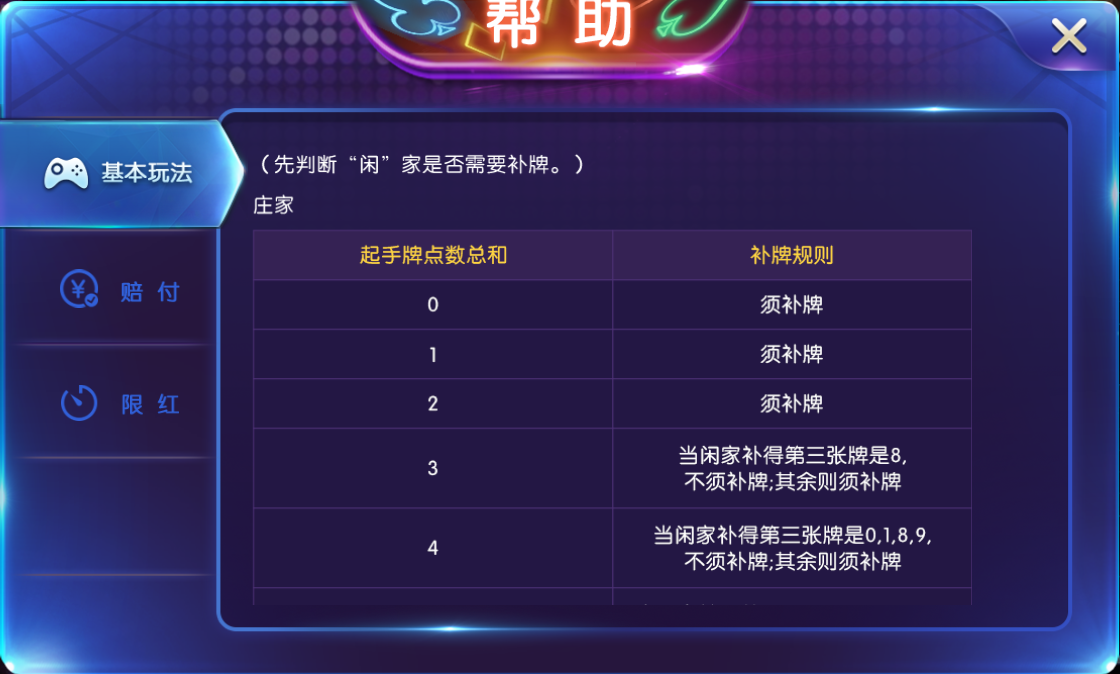 帮 助
基本玩法
赔 付
限 红
（先判断“闲”家是否需要补牌。）
庄家
起手牌点数总和 补牌规则
0 须补牌
1 须补牌
2 须补牌
3 当闲家补得第三张牌是8,
不须补牌;其余则须补牌
4 当闲家补得第三张牌是0,1,8,9,
不须补牌;其余则须补牌